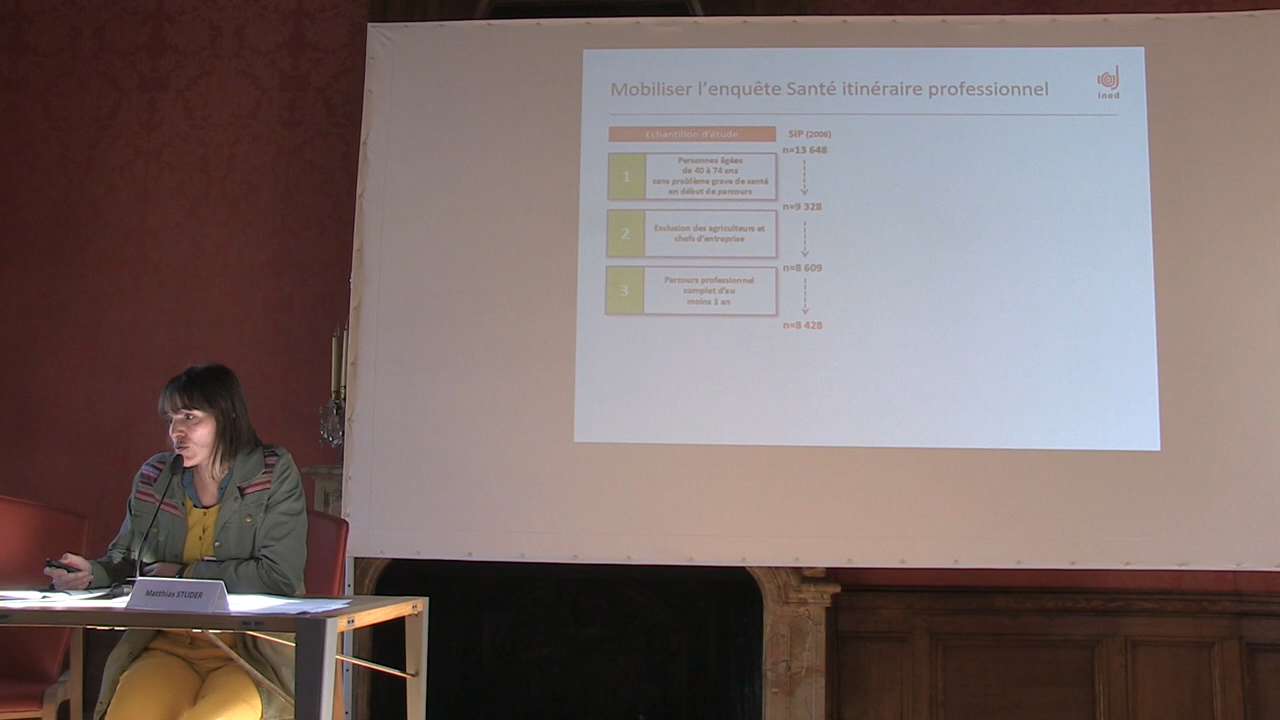 Mobiliser l'enquête Santé itinéraire professionnel
ined
Echantillon d'étude
SIP (2006)
n=13 648
1
Personnes âgées
de 40 à 74 ans
sans problème grave de santé
en début de parcours
n=9 328
2
Exclusion des agriculteurs et
chefs d'entreprise
n=8 609
3
Parcours professionnel
complet d'au
moins 1 an
n=8 428
Matthias STUDER